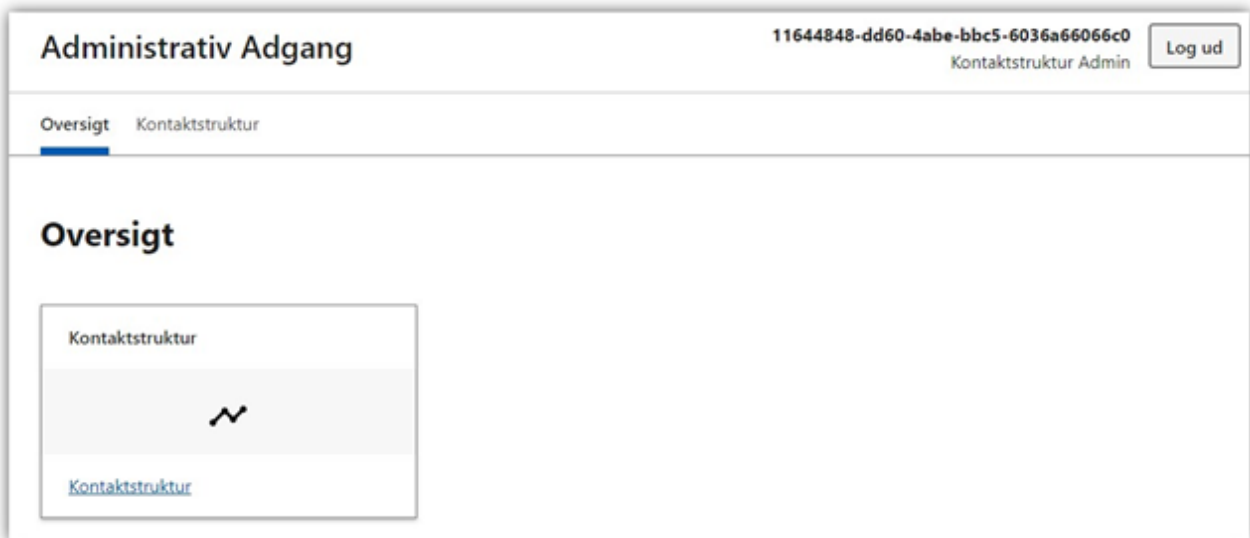 Administrativ Adgang
11644848-dd60-4abe-bbc5-6036a66066c0
Kontaktstruktur Admin
Log ud
Oversigt Kontaktstruktur
Oversigt
Kontaktstruktur
Kontaktstruktur